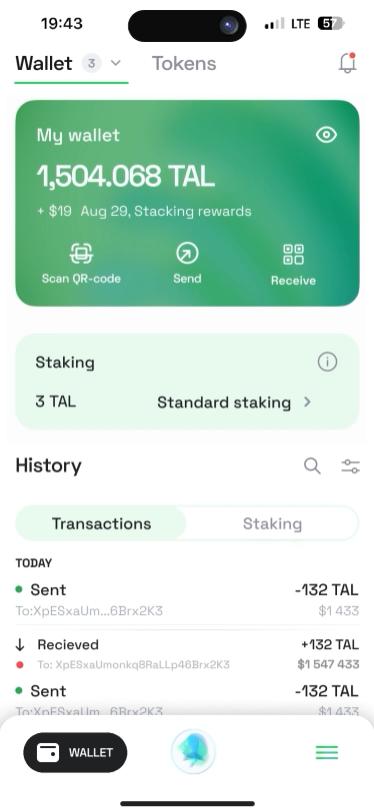 19:43 LTE 57
Wallet 3 Tokens
My wallet
1,504.068 TAL
+ $19 Aug 29, Stacking rewards
Scan QR-code Send Receive
Staking
3 TAL Standard staking
History
Transactions Staking
TODAY
Sent -132 TAL
To:XpESxaUm...6Brx2K3 $1 433
Recieved +132 TAL
To: XpESxaUmonkq8RaLLp46Brx2K3 $1 547 433
Sent -132 TAL
To:XpESxaUm...6Brx2K3 $1 433
WALLET